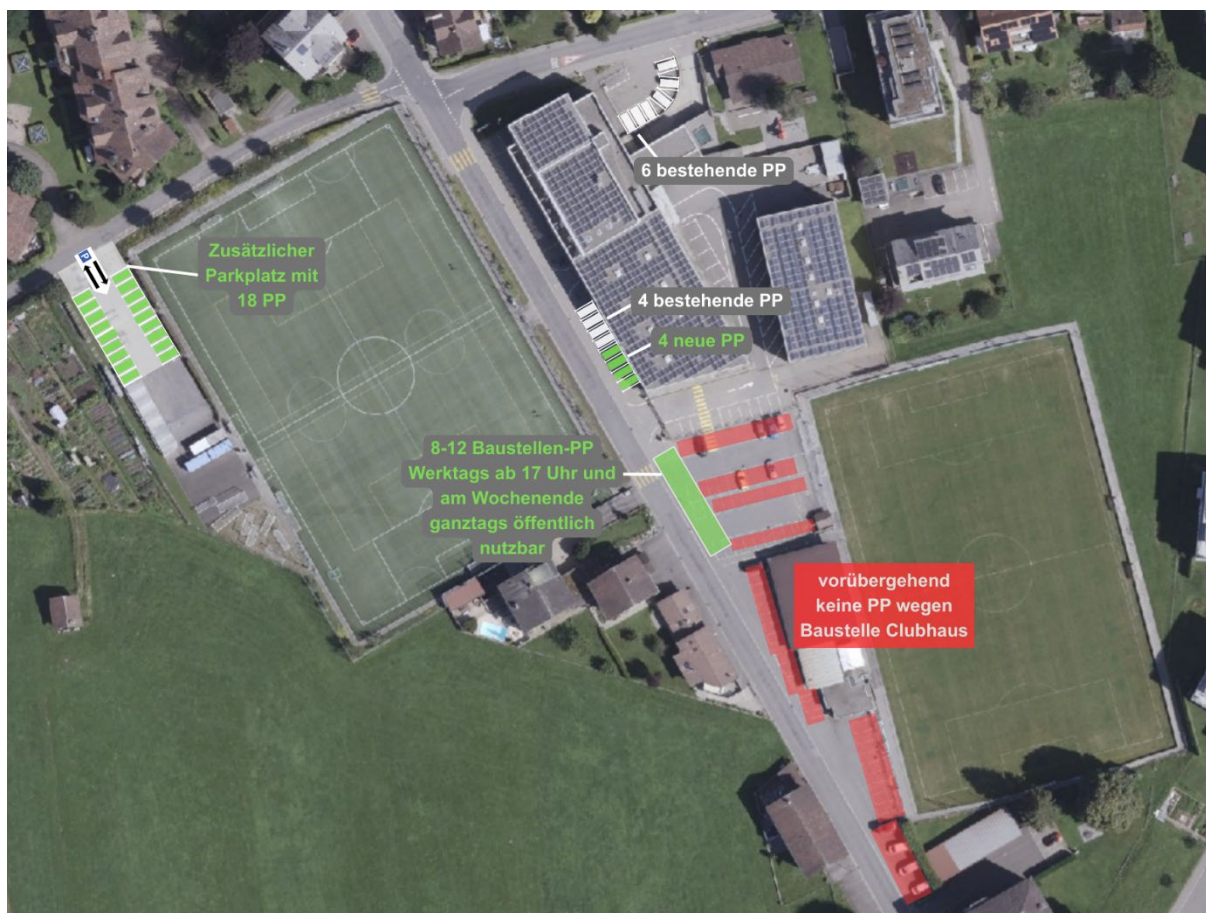 6 bestehende PP
Zusätzlicher
Parkplatz mit
18 PP
P
4 bestehende PP
4 neue PP
8-12 Baustellen-PP
Werktags ab 17 Uhr und
am Wochenende
ganztags öffentlich
nutzbar
vorübergehend
keine PP wegen
Baustelle Clubhaus